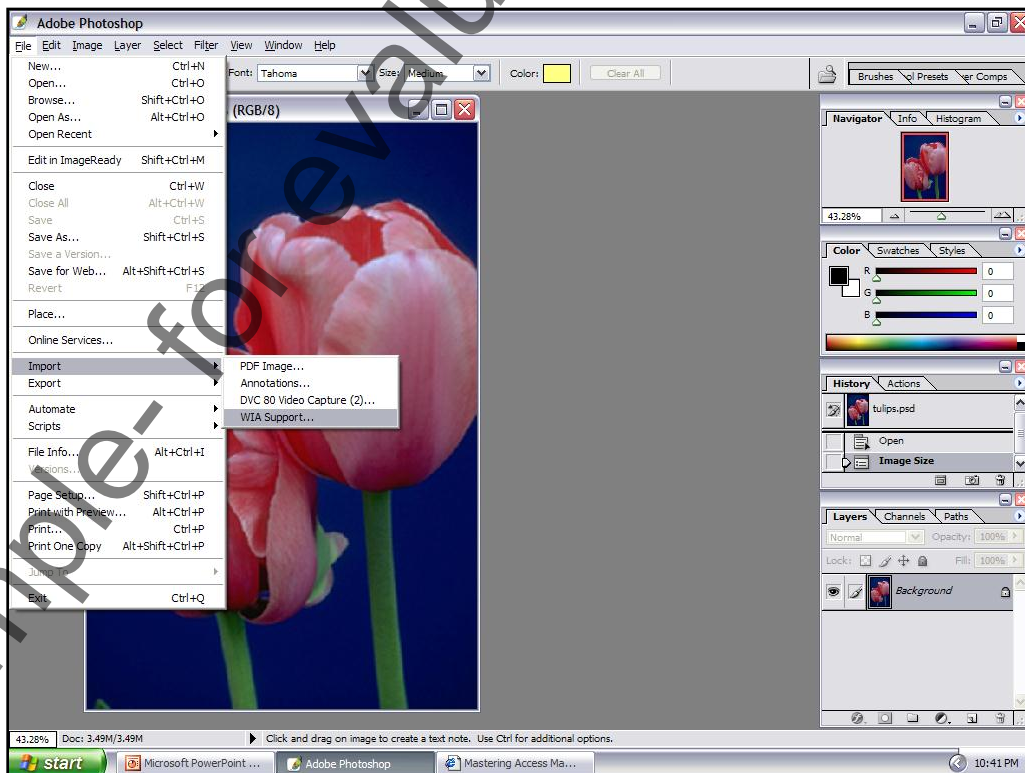 Adobe Photoshop
File Edit Image Layer Select Filter View Window Help
Font: Tahoma Size: Medium Color: Clear All
Brushes ol Presets er Comps
New... Ctrl+N
Open... Ctrl+O
Browse... Shift+Ctrl+O
Open As... Alt+Ctrl+O
Open Recent
Edit in ImageReady Shift+Ctrl+M
Close Ctrl+W
Close All Alt+Ctrl+W
Save Ctrl+S
Save As... Shift+Ctrl+S
Save a Version...
Save for Web... Alt+Shift+Ctrl+S
Revert F12
Place...
Online Services...
Import
Export
Automate
Scripts
File Info... Alt+Ctrl+I
Versions...
Page Setup... Shift+Ctrl+P
Print with Preview... Alt+Ctrl+P
Print... Ctrl+P
Print One Copy Alt+Shift+Ctrl+P
Jump To
Exit Ctrl+Q
PDF Image...
Annotations...
DVC 80 Video Capture (2)...
WIA Support...
(RGB/8)
Navigator Info Histogram
43.28%
Color Swatches Styles
R 0
G 0
B 0
History Actions
tulips.psd
Open
Image Size
Layers Channels Paths
Normal Opacity: 100%
Lock: Fill: 100%
Background
43.28% Doc: 3.49M/3.49M Click and drag on image to create a text note. Use Ctrl for additional options.
start Microsoft PowerPoint ... Adobe Photoshop Mastering Access Ma... 10:41 PM